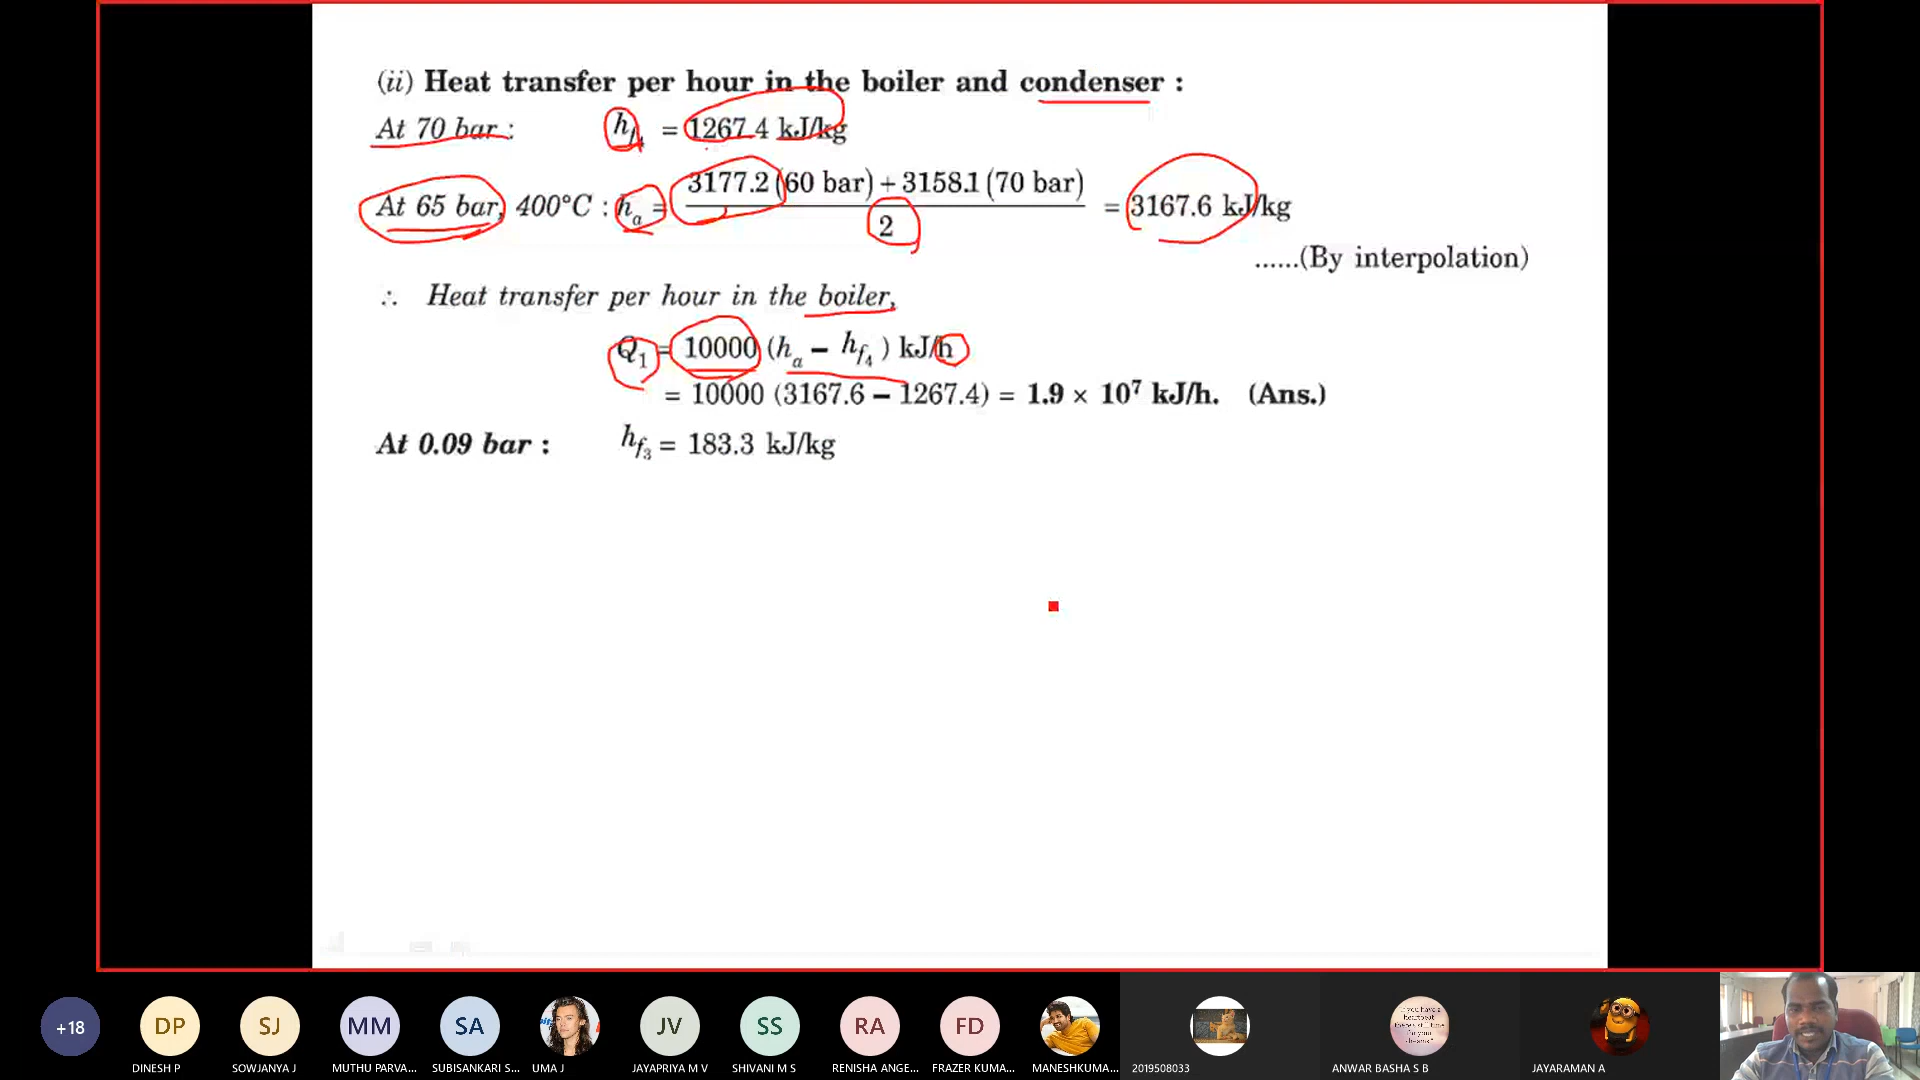 (ii) Heat transfer per hour in the boiler and condenser :
At 70 bar : hf4 = 1267.4 kJ/kg
At 65 bar, 400°C : ha = 3177.2 (60 bar) + 3158.1 (70 bar) / 2 = 3167.6 kJ/kg
......(By interpolation)
∴ Heat transfer per hour in the boiler,
Q1 = 10000 (ha – hf4) kJ/h
= 10000 (3167.6 – 1267.4) = 1.9 × 10⁷ kJ/h. (Ans.)
At 0.09 bar : hf3 = 183.3 kJ/kg
+18 DP SJ MM SA JV SS RA FD
DINESH P SOWJANYA J MUTHU PARVA... SUBISANKARI S... UMA J JAYAPRIYA M V SHIVANI M S RENISHA ANGE... FRAZER KUMA... MANESHKUMA... 2019508033 ANWAR BASHA S B JAYARAMAN A